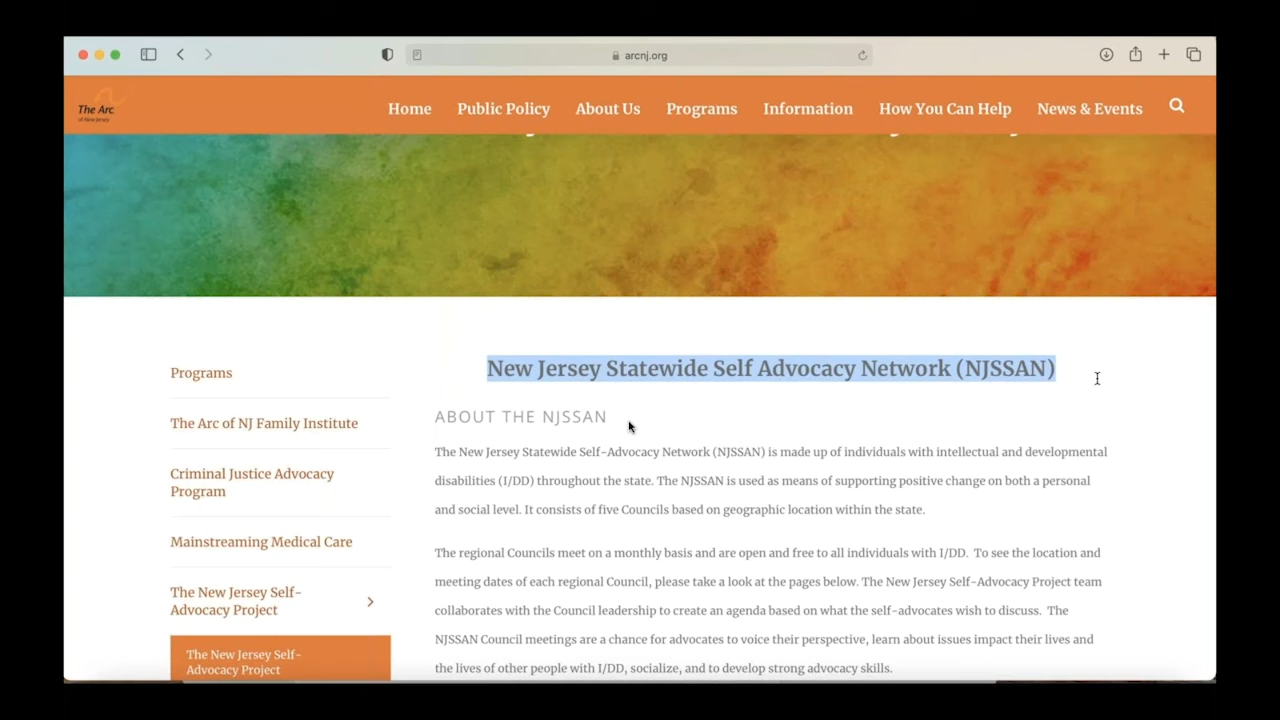 arcnj.org
The Arc
of New Jersey
Home Public Policy About Us Programs Information How You Can Help News & Events
New Jersey Statewide Self Advocacy Network (NJSSAN)
Programs
The Arc of NJ Family Institute
Criminal Justice Advocacy
Program
Mainstreaming Medical Care
The New Jersey Self-
Advocacy Project
The New Jersey Self-
Advocacy Project
ABOUT THE NJSSAN
The New Jersey Statewide Self-Advocacy Network (NJSSAN) is made up of individuals with intellectual and developmental
disabilities (I/DD) throughout the state. The NJSSAN is used as means of supporting positive change on both a personal
and social level. It consists of five Councils based on geographic location within the state.
The regional Councils meet on a monthly basis and are open and free to all individuals with I/DD. To see the location and
meeting dates of each regional Council, please take a look at the pages below. The New Jersey Self-Advocacy Project team
collaborates with the Council leadership to create an agenda based on what the self-advocates wish to discuss. The
NJSSAN Council meetings are a chance for advocates to voice their perspective, learn about issues impact their lives and
the lives of other people with I/DD, socialize, and to develop strong advocacy skills.